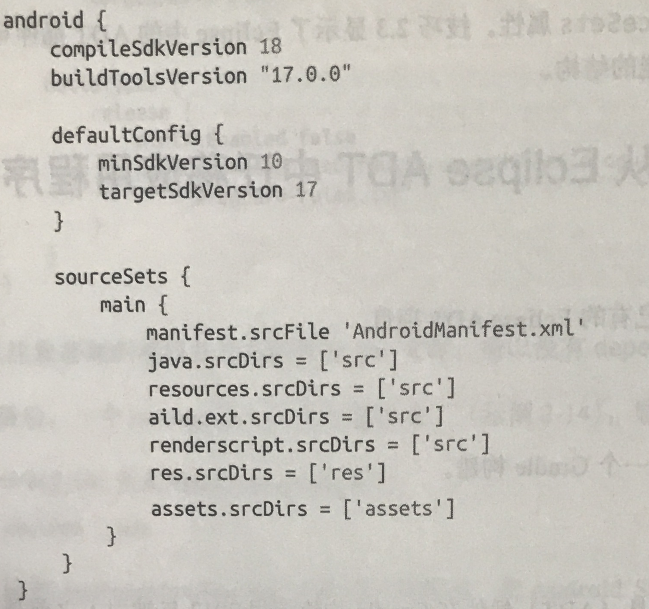 android {
    compileSdkVersion 18
    buildToolsVersion "17.0.0"
    defaultConfig {
        minSdkVersion 10
        targetSdkVersion 17
    }
    sourceSets {
        main {
            manifest.srcFile 'AndroidManifest.xml'
            java.srcDirs = ['src']
            resources.srcDirs = ['src']
            aild.ext.srcDirs = ['src']
            renderscript.srcDirs = ['src']
            res.srcDirs = ['res']
            assets.srcDirs = ['assets']
        }
    }
}